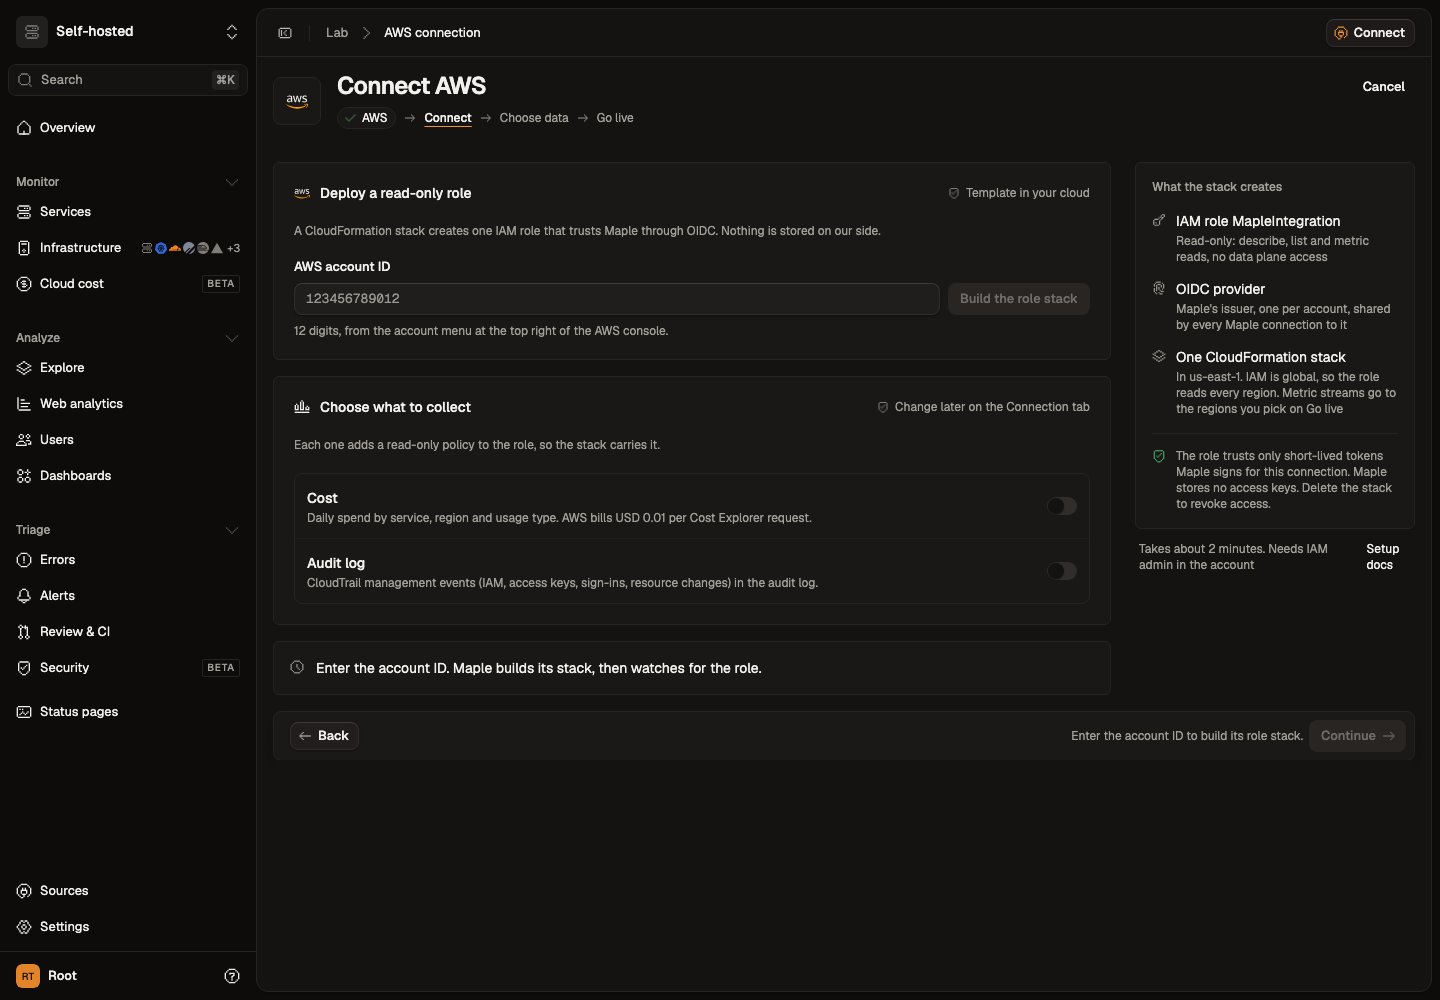 Self-hosted
Search
⌘K
Overview
Monitor
Services
Infrastructure
+3
Cloud cost
BETA
Analyze
Explore
Web analytics
Users
Dashboards
Triage
Errors
Alerts
Review & CI
Security
BETA
Status pages
Sources
Settings
RT
Root
Lab
AWS connection
Connect
aws
Connect AWS
Cancel
AWS
Connect
Choose data
Go live
aws
Deploy a read-only role
Template in your cloud
A CloudFormation stack creates one IAM role that trusts Maple through OIDC. Nothing is stored on our side.
AWS account ID
123456789012
Build the role stack
12 digits, from the account menu at the top right of the AWS console.
Choose what to collect
Change later on the Connection tab
Each one adds a read-only policy to the role, so the stack carries it.
Cost
Daily spend by service, region and usage type. AWS bills USD 0.01 per Cost Explorer request.
Audit log
CloudTrail management events (IAM, access keys, sign-ins, resource changes) in the audit log.
Enter the account ID. Maple builds its stack, then watches for the role.
What the stack creates
IAM role MapleIntegration
Read-only: describe, list and metric
reads, no data plane access
OIDC provider
Maple's issuer, one per account, shared
by every Maple connection to it
One CloudFormation stack
In us-east-1. IAM is global, so the role
reads every region. Metric streams go to
the regions you pick on Go live
The role trusts only short-lived tokens
Maple signs for this connection. Maple
stores no access keys. Delete the stack
to revoke access.
Takes about 2 minutes. Needs IAM
admin in the account
Setup
docs
Back
Enter the account ID to build its role stack.
Continue